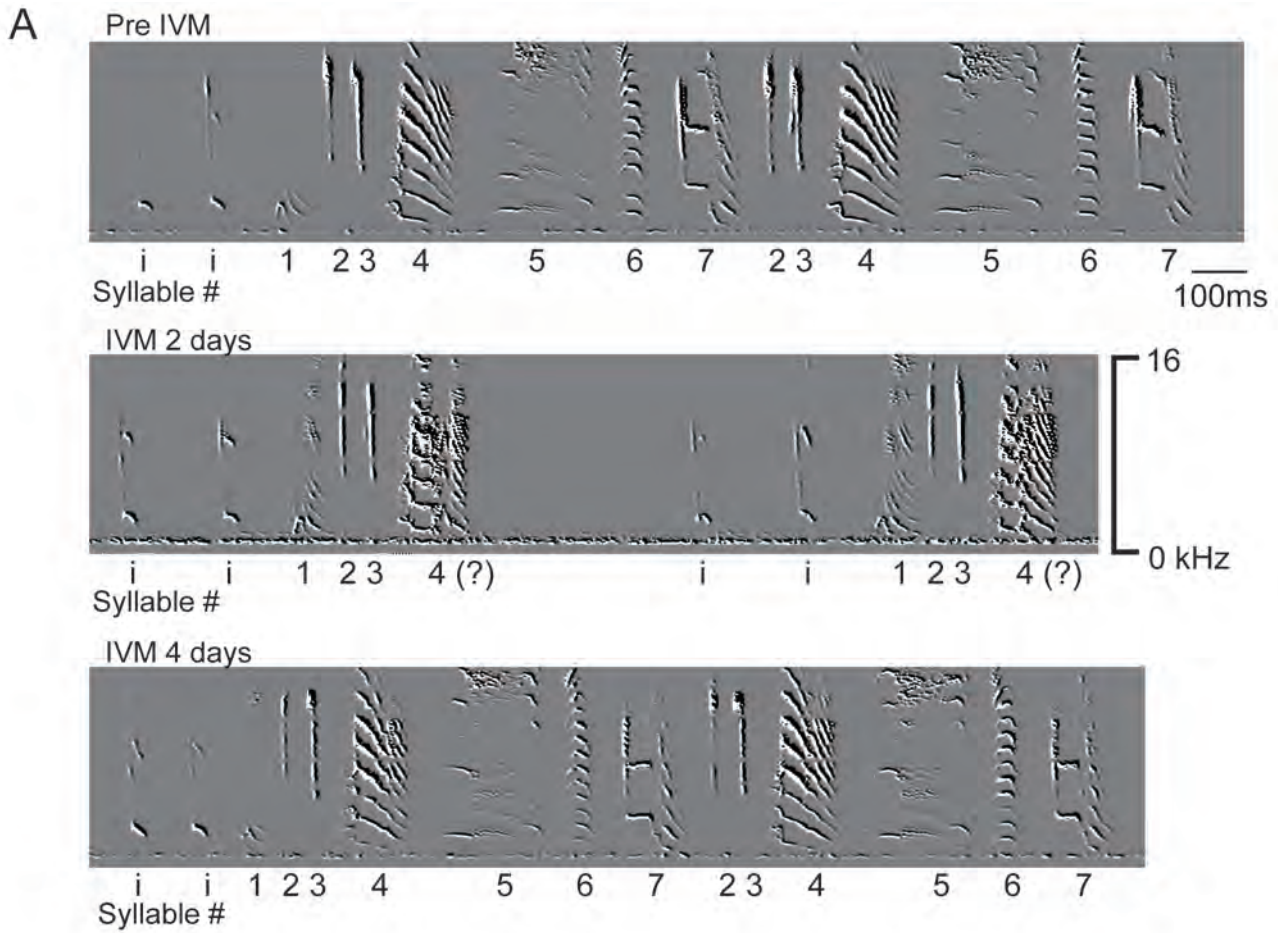 A
Pre IVM
i i 1 2 3 4 5 6 7 2 3 4 5 6 7
Syllable #
100ms
IVM 2 days
16
0 kHz
i i 1 2 3 4 (?) i i 1 2 3 4 (?)
Syllable #
IVM 4 days
i i 1 2 3 4 5 6 7 2 3 4 5 6 7
Syllable #